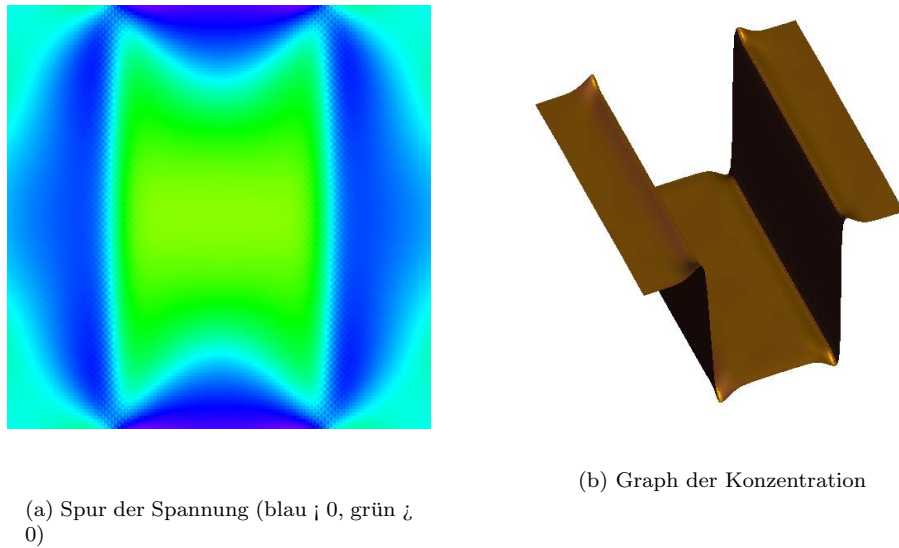 (b) Graph der Konzentration
(a) Spur der Spannung (blau ¡ 0, grün ¿
0)